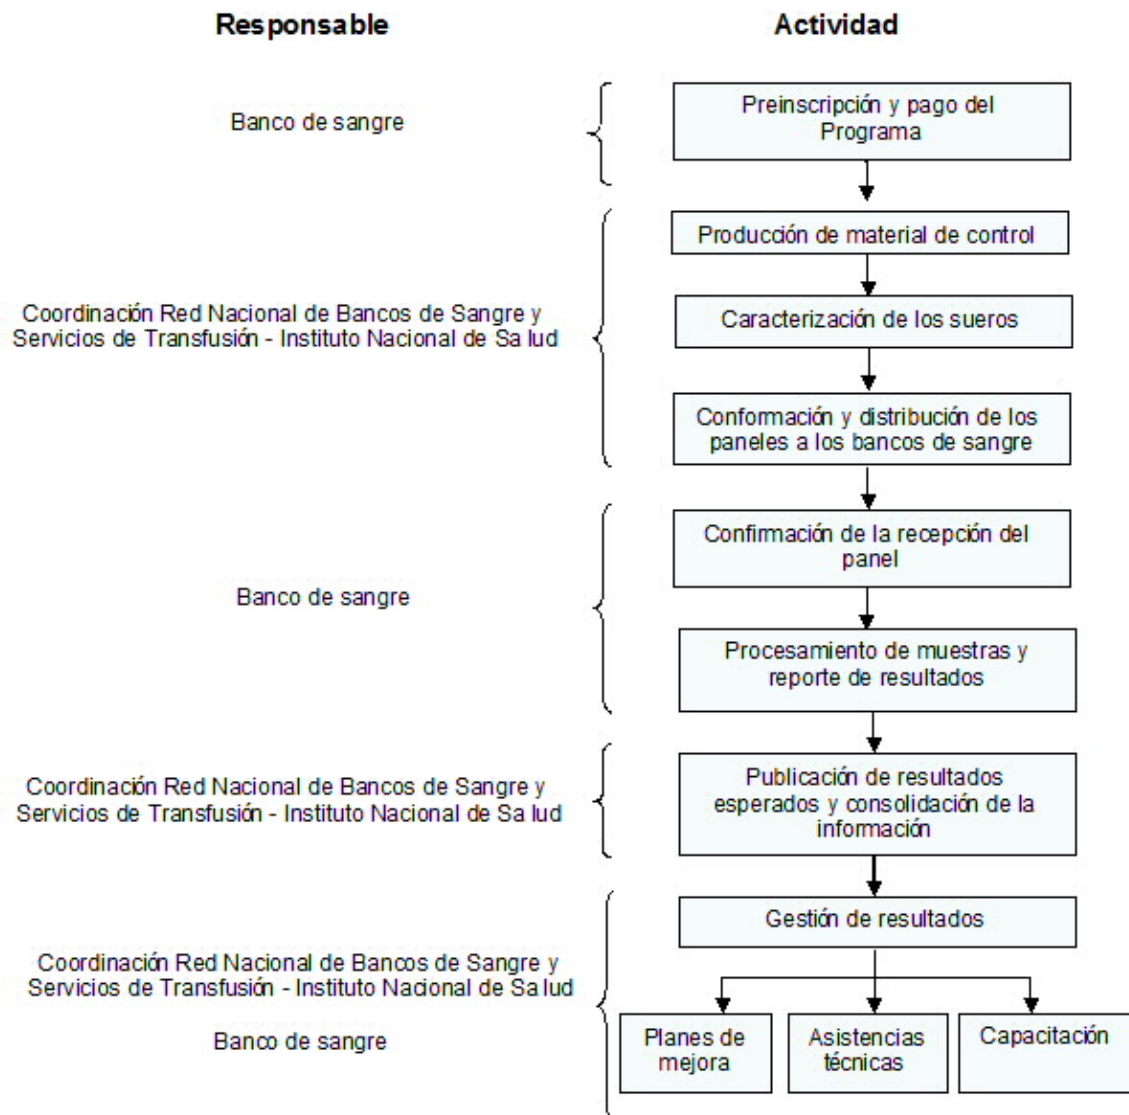 Responsable
Actividad
Banco de sangre
Preinscripción y pago del
Programa
Coordinación Red Nacional de Bancos de Sangre y
Servicios de Transfusión - Instituto Nacional de Sa lud
Producción de material de control
Caracterización de los sueros
Conformación y distribución de los
paneles a los bancos de sangre
Banco de sangre
Confirmación de la recepción del
panel
Procesamiento de muestras y
reporte de resultados
Coordinación Red Nacional de Bancos de Sangre y
Servicios de Transfusión - Instituto Nacional de Sa lud
Publicación de resultados
esperados y consolidación de la
información
Coordinación Red Nacional de Bancos de Sangre y
Servicios de Transfusión - Instituto Nacional de Sa lud
Banco de sangre
Gestión de resultados
Planes de
mejora
Asistencias
técnicas
Capacitación